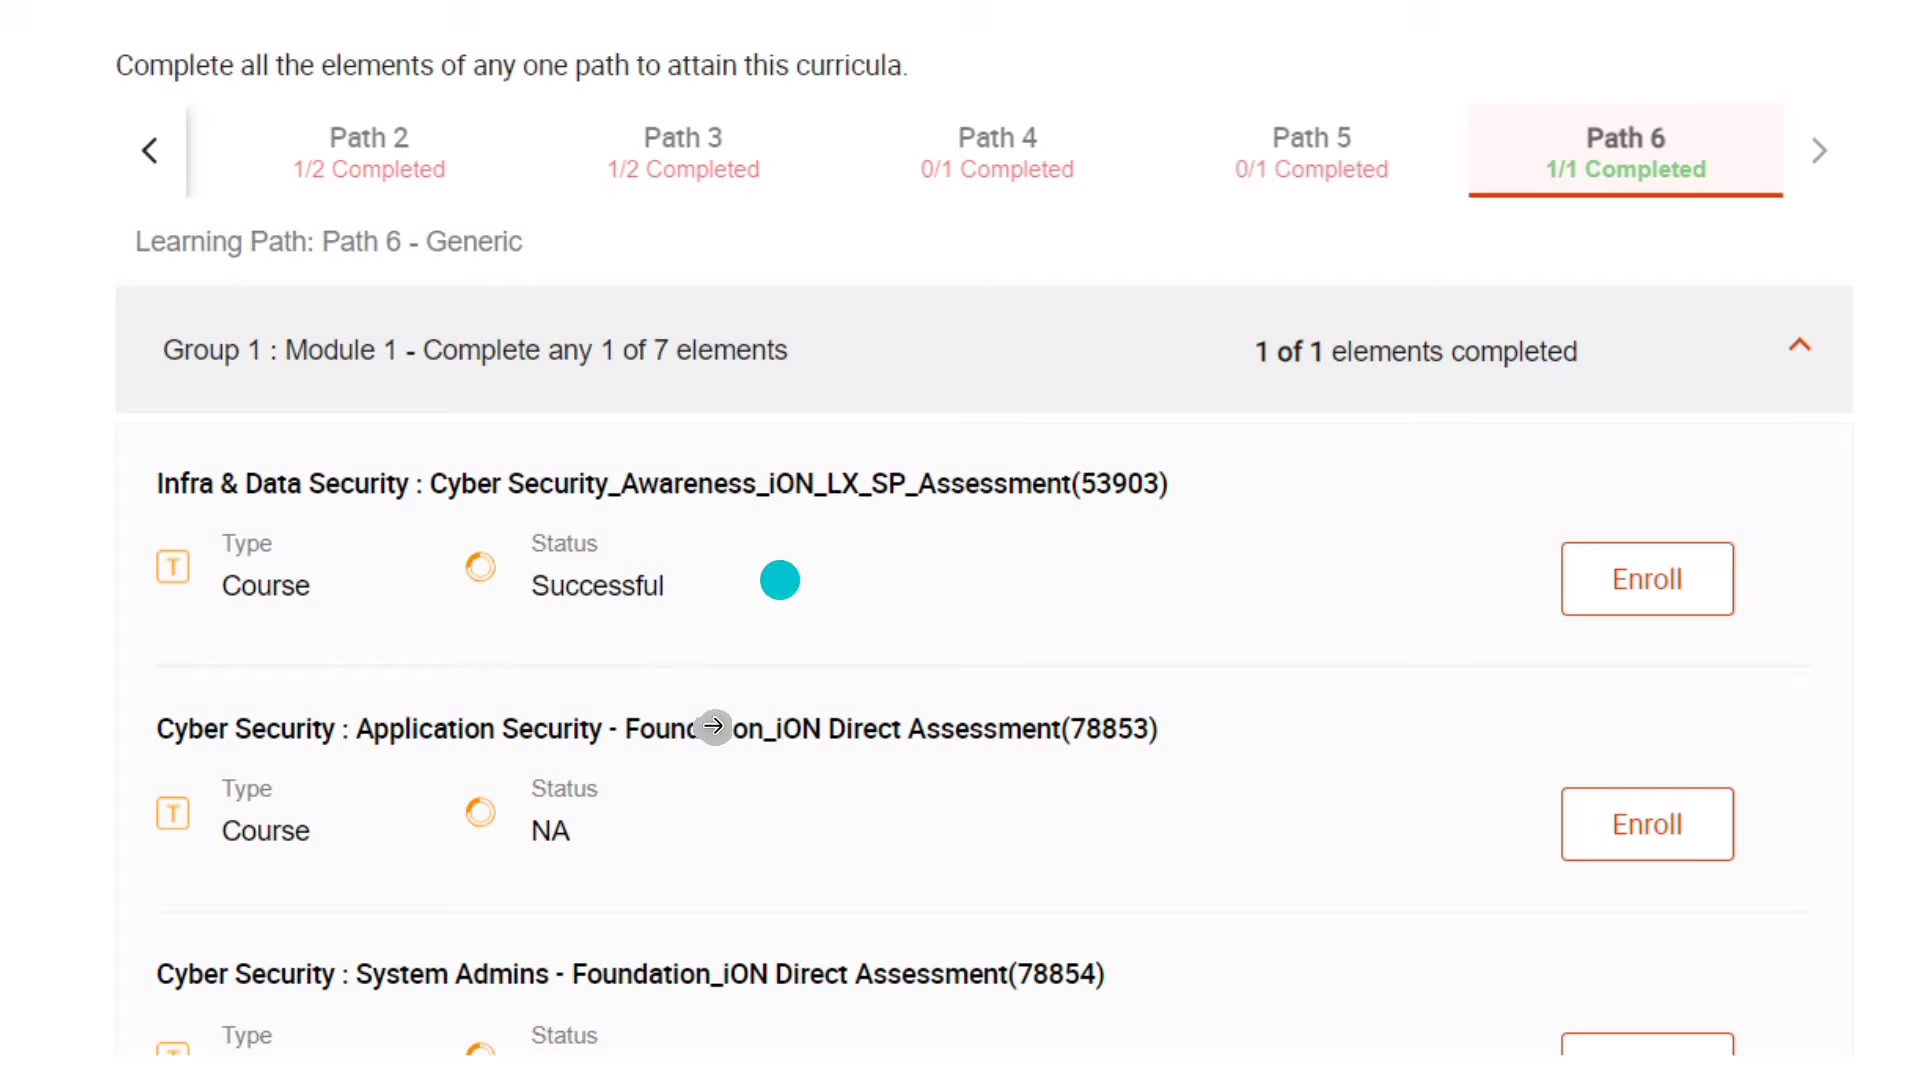 Complete all the elements of any one path to attain this curricula.
Path 2
1/2 Completed
Path 3
1/2 Completed
Path 4
0/1 Completed
Path 5
0/1 Completed
Path 6
1/1 Completed
Learning Path: Path 6 - Generic
Group 1 : Module 1 - Complete any 1 of 7 elements
1 of 1 elements completed
Infra & Data Security : Cyber Security_Awareness_iON_LX_SP_Assessment(53903)
T
Type
Course
Status
Successful
Enroll
Cyber Security : Application Security - Foundation_iON Direct Assessment(78853)
T
Type
Course
Status
NA
Enroll
Cyber Security : System Admins - Foundation_iON Direct Assessment(78854)
Type
Status